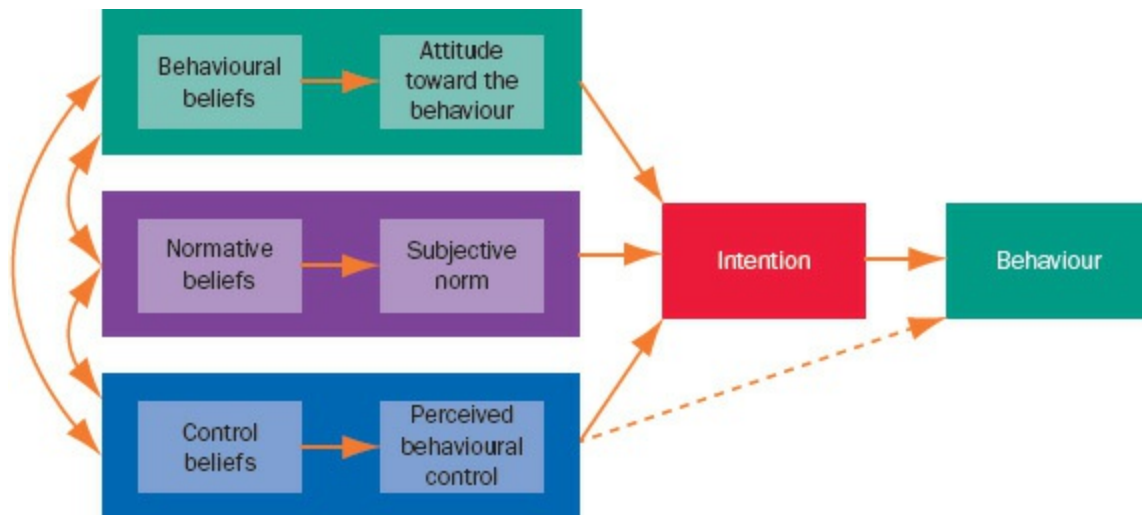 Behavioural
beliefs
Attitude
toward the
behaviour
Normative
beliefs
Subjective
norm
Intention
Behaviour
Control
beliefs
Perceived
behavioural
control